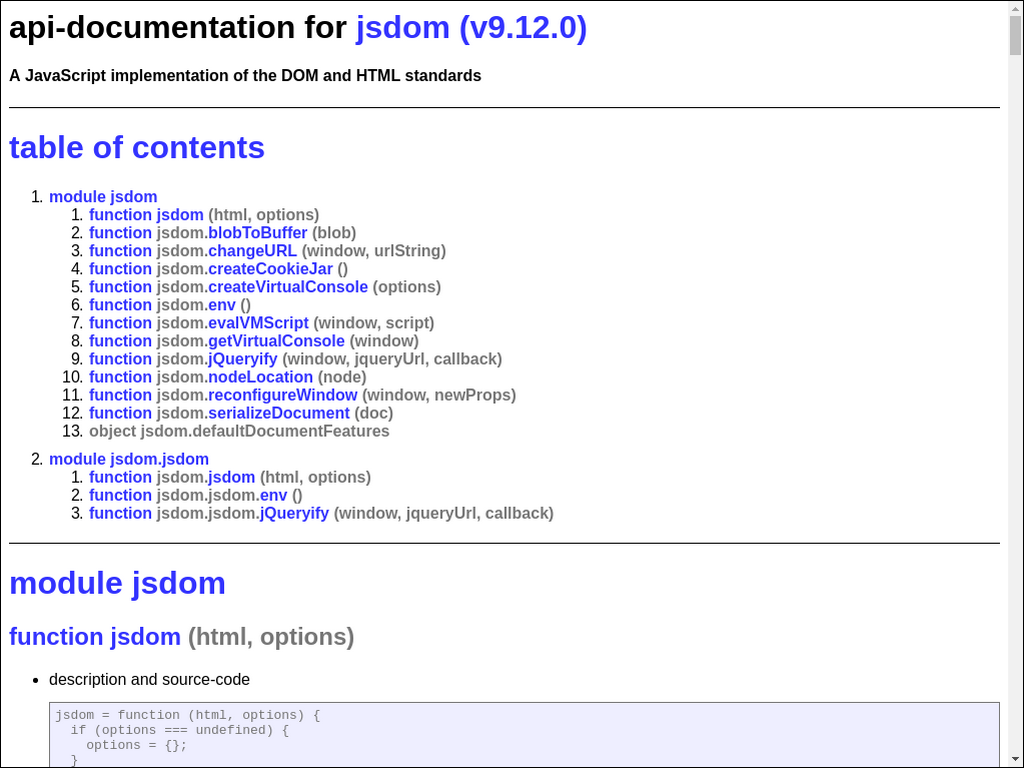 api-documentation for jsdom (v9.12.0)
A JavaScript implementation of the DOM and HTML standards
table of contents
1. module jsdom
1. function jsdom (html, options)
2. function jsdom.blobToBuffer (blob)
3. function jsdom.changeURL (window, urlString)
4. function jsdom.createCookieJar ()
5. function jsdom.createVirtualConsole (options)
6. function jsdom.env ()
7. function jsdom.evalVMScript (window, script)
8. function jsdom.getVirtualConsole (window)
9. function jsdom.jQueryify (window, jqueryUrl, callback)
10. function jsdom.nodeLocation (node)
11. function jsdom.reconfigureWindow (window, newProps)
12. function jsdom.serializeDocument (doc)
13. object jsdom.defaultDocumentFeatures
2. module jsdom.jsdom
1. function jsdom.jsdom (html, options)
2. function jsdom.jsdom.env ()
3. function jsdom.jsdom.jQueryify (window, jqueryUrl, callback)
module jsdom
function jsdom (html, options)
• description and source-code
jsdom = function (html, options) {
  if (options === undefined) {
    options = {};
  }